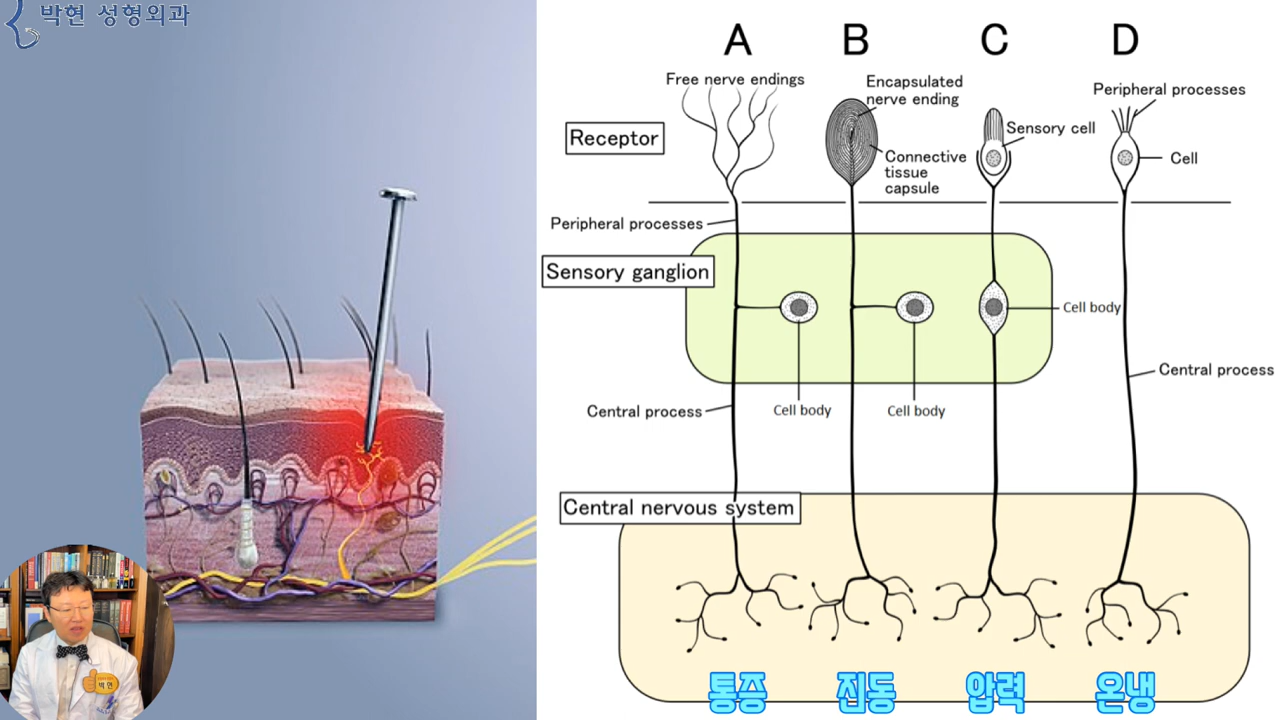 박현 성형외과
A B C D
Free nerve endings
Encapsulated
nerve ending
Peripheral processes
Receptor
Sensory cell
Connective
tissue
capsule
Cell
Peripheral processes
Sensory ganglion
Cell body
Central process
Central process
Cell body
Cell body
Central nervous system
통증 진동 압력 온냉
박현